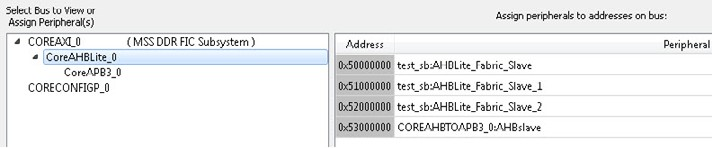 Select Bus to View or
Assign Peripheral(s)
Assign peripherals to addresses on bus:
COREAXI_0 ( MSS DDR FIC Subsystem )
CoreAHBLite_0
CoreAPB3_0
CORECONFIGP_0
Address Peripheral
0x50000000 test_sb:AHBLite_Fabric_Slave
0x51000000 test_sb:AHBLite_Fabric_Slave_1
0x52000000 test_sb:AHBLite_Fabric_Slave_2
0x53000000 COREAHBTOAPB3_0:AHBslave